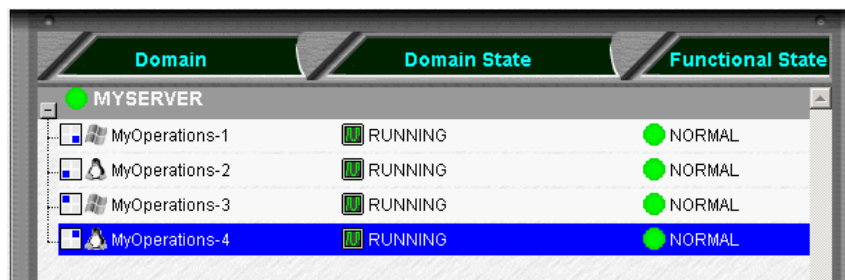 Domain Domain State Functional State
MYSERVER
MyOperations-1 RUNNING NORMAL
MyOperations-2 RUNNING NORMAL
MyOperations-3 RUNNING NORMAL
MyOperations-4 RUNNING NORMAL